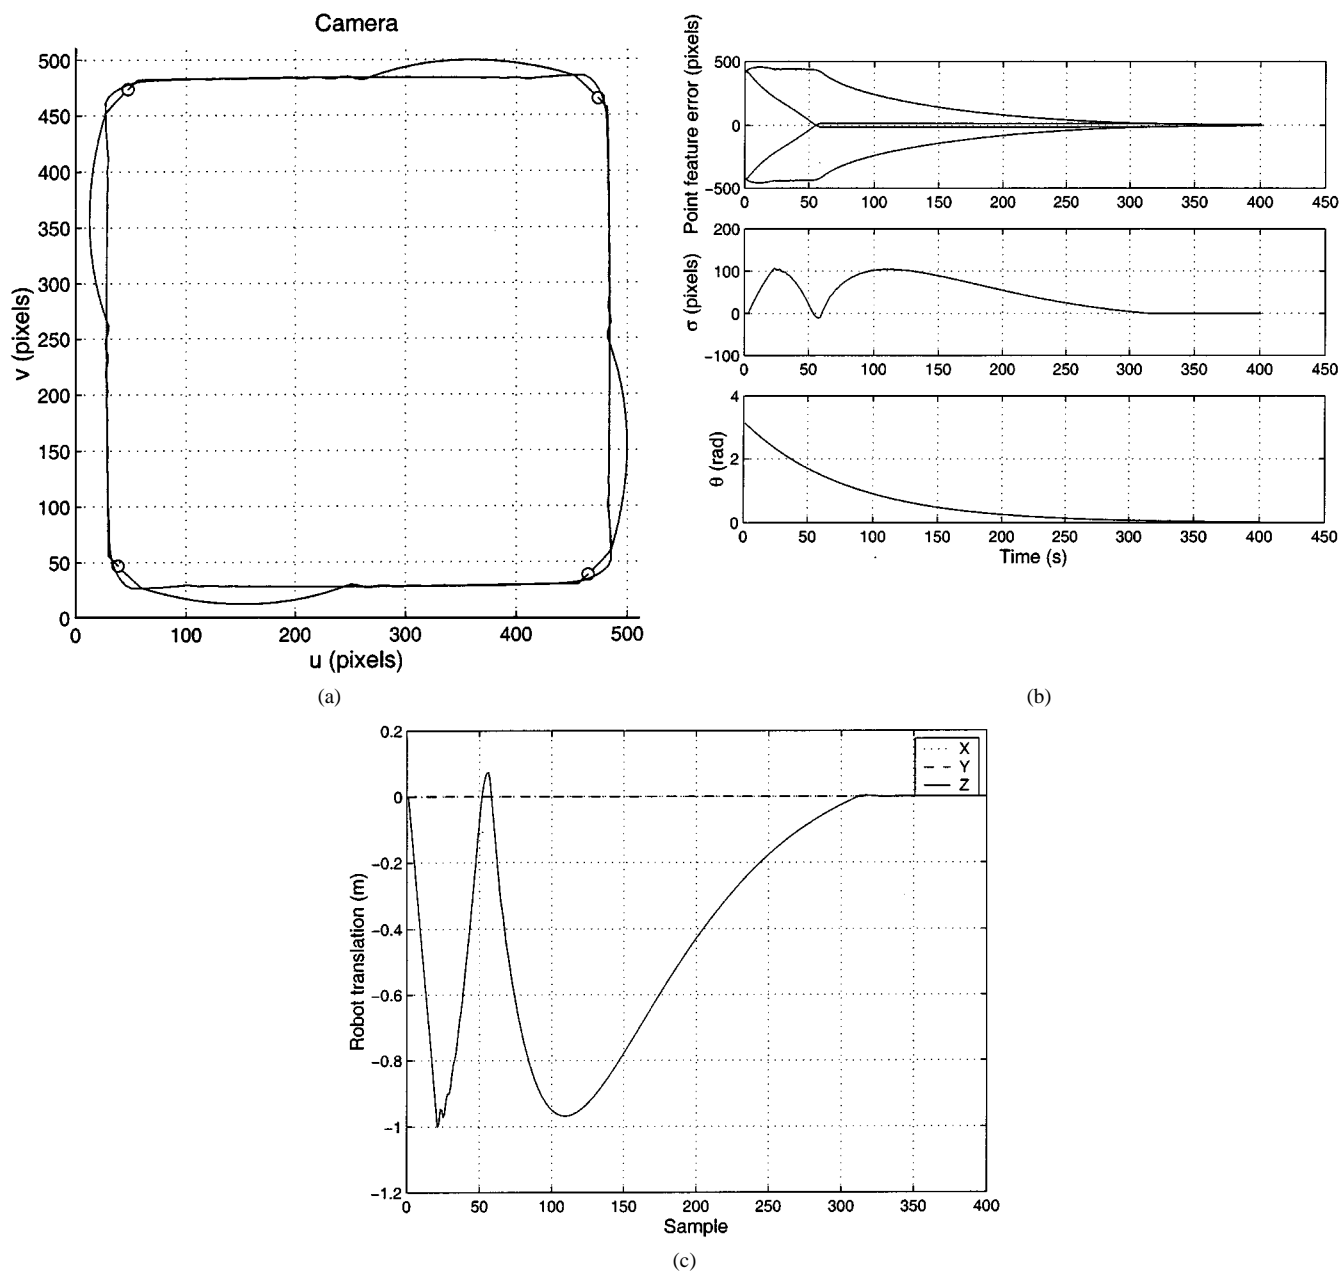 Camera
500
450
400
350
300
250
200
150
100
50
0
v (pixels)
0 100 200 300 400 500
u (pixels)
(a)
Point feature error (pixels)
500
0
−500
0 50 100 150 200 250 300 350 400 450
σ (pixels)
200
100
0
−100
0 50 100 150 200 250 300 350 400 450
θ (rad)
4
2
0
0 50 100 150 200 250 300 350 400 450
Time (s)
(b)
0.2
0
−0.2
−0.4
−0.6
−0.8
−1
−1.2
Robot translation (m)
X
Y
Z
0 50 100 150 200 250 300 350 400
Sample
(c)